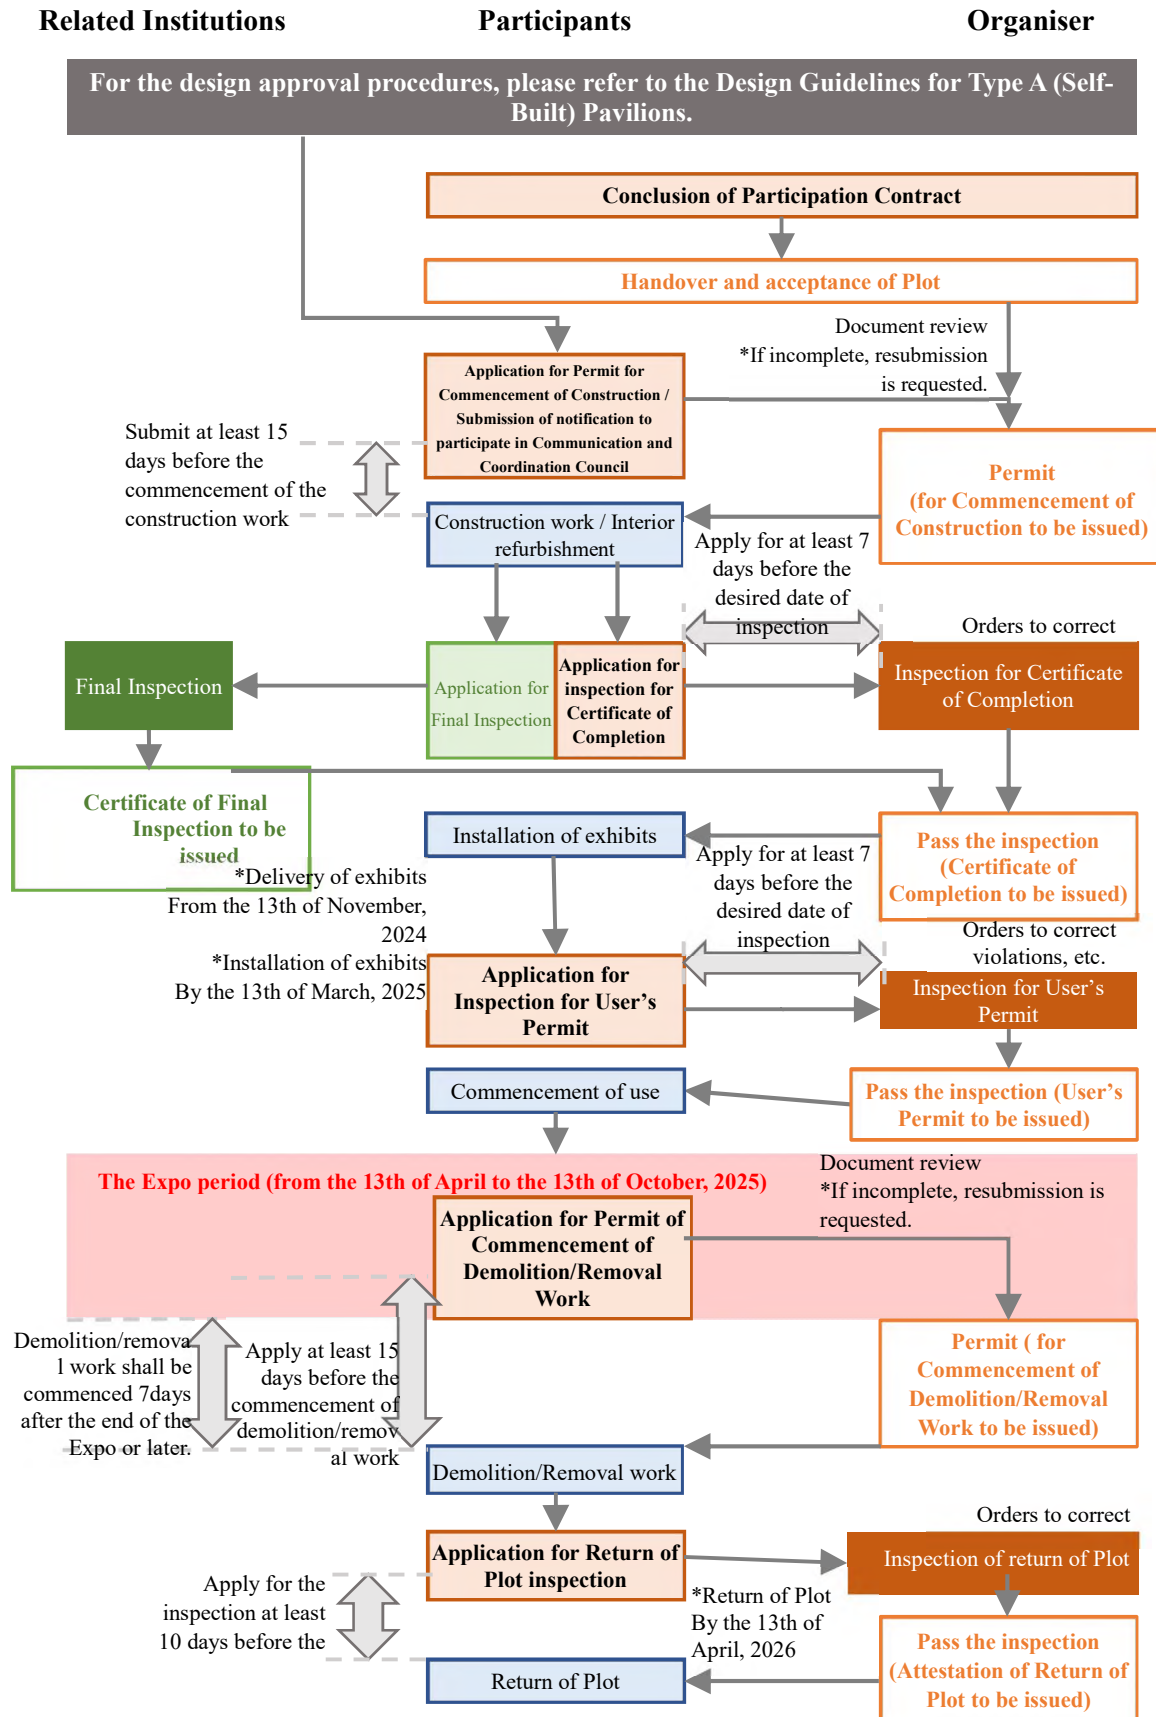 Related Institutions
Participants
Organiser
For the design approval procedures, please refer to the Design Guidelines for Type A (Self-
Built) Pavilions.
Conclusion of Participation Contract
Handover and acceptance of Plot
Document review
*If incomplete, resubmission
is requested.
Application for Permit for
Commencement of Construction /
Submission of notification to
participate in Communication and
Coordination Council
Submit at least 15
days before the
commencement of the
construction work
Permit
(for Commencement of
Construction to be issued)
Construction work / Interior
refurbishment
Apply for at least 7
days before the
desired date of
inspection
Orders to correct
Final Inspection
Application for
Final Inspection
Application for
inspection for
Certificate of
Completion
Inspection for Certificate
of Completion
Certificate of Final
Inspection to be
issued
Installation of exhibits
Pass the inspection
(Certificate of
Completion to be issued)
Apply for at least 7
days before the
desired date of
inspection
*Delivery of exhibits
From the 13th of November,
2024
*Installation of exhibits
By the 13th of March, 2025
Orders to correct
violations, etc.
Application for
Inspection for User's
Permit
Inspection for User's
Permit
Commencement of use
Pass the inspection (User's
Permit to be issued)
The Expo period (from the 13th of April to the 13th of October, 2025)
Document review
*If incomplete, resubmission is
requested.
Application for Permit of
Commencement of
Demolition/Removal
Work
Demolition/remova
l work shall be
commenced 7days
after the end of the
Expo or later.
Apply at least 15
days before the
commencement of
demolition/remov
al work
Permit ( for
Commencement of
Demolition/Removal
Work to be issued)
Demolition/Removal work
Orders to correct
Application for Return of
Plot inspection
Inspection of return of Plot
Apply for the
inspection at least
10 days before the
*Return of Plot
By the 13th of
April, 2026
Pass the inspection
(Attestation of Return of
Plot to be issued)
Return of Plot